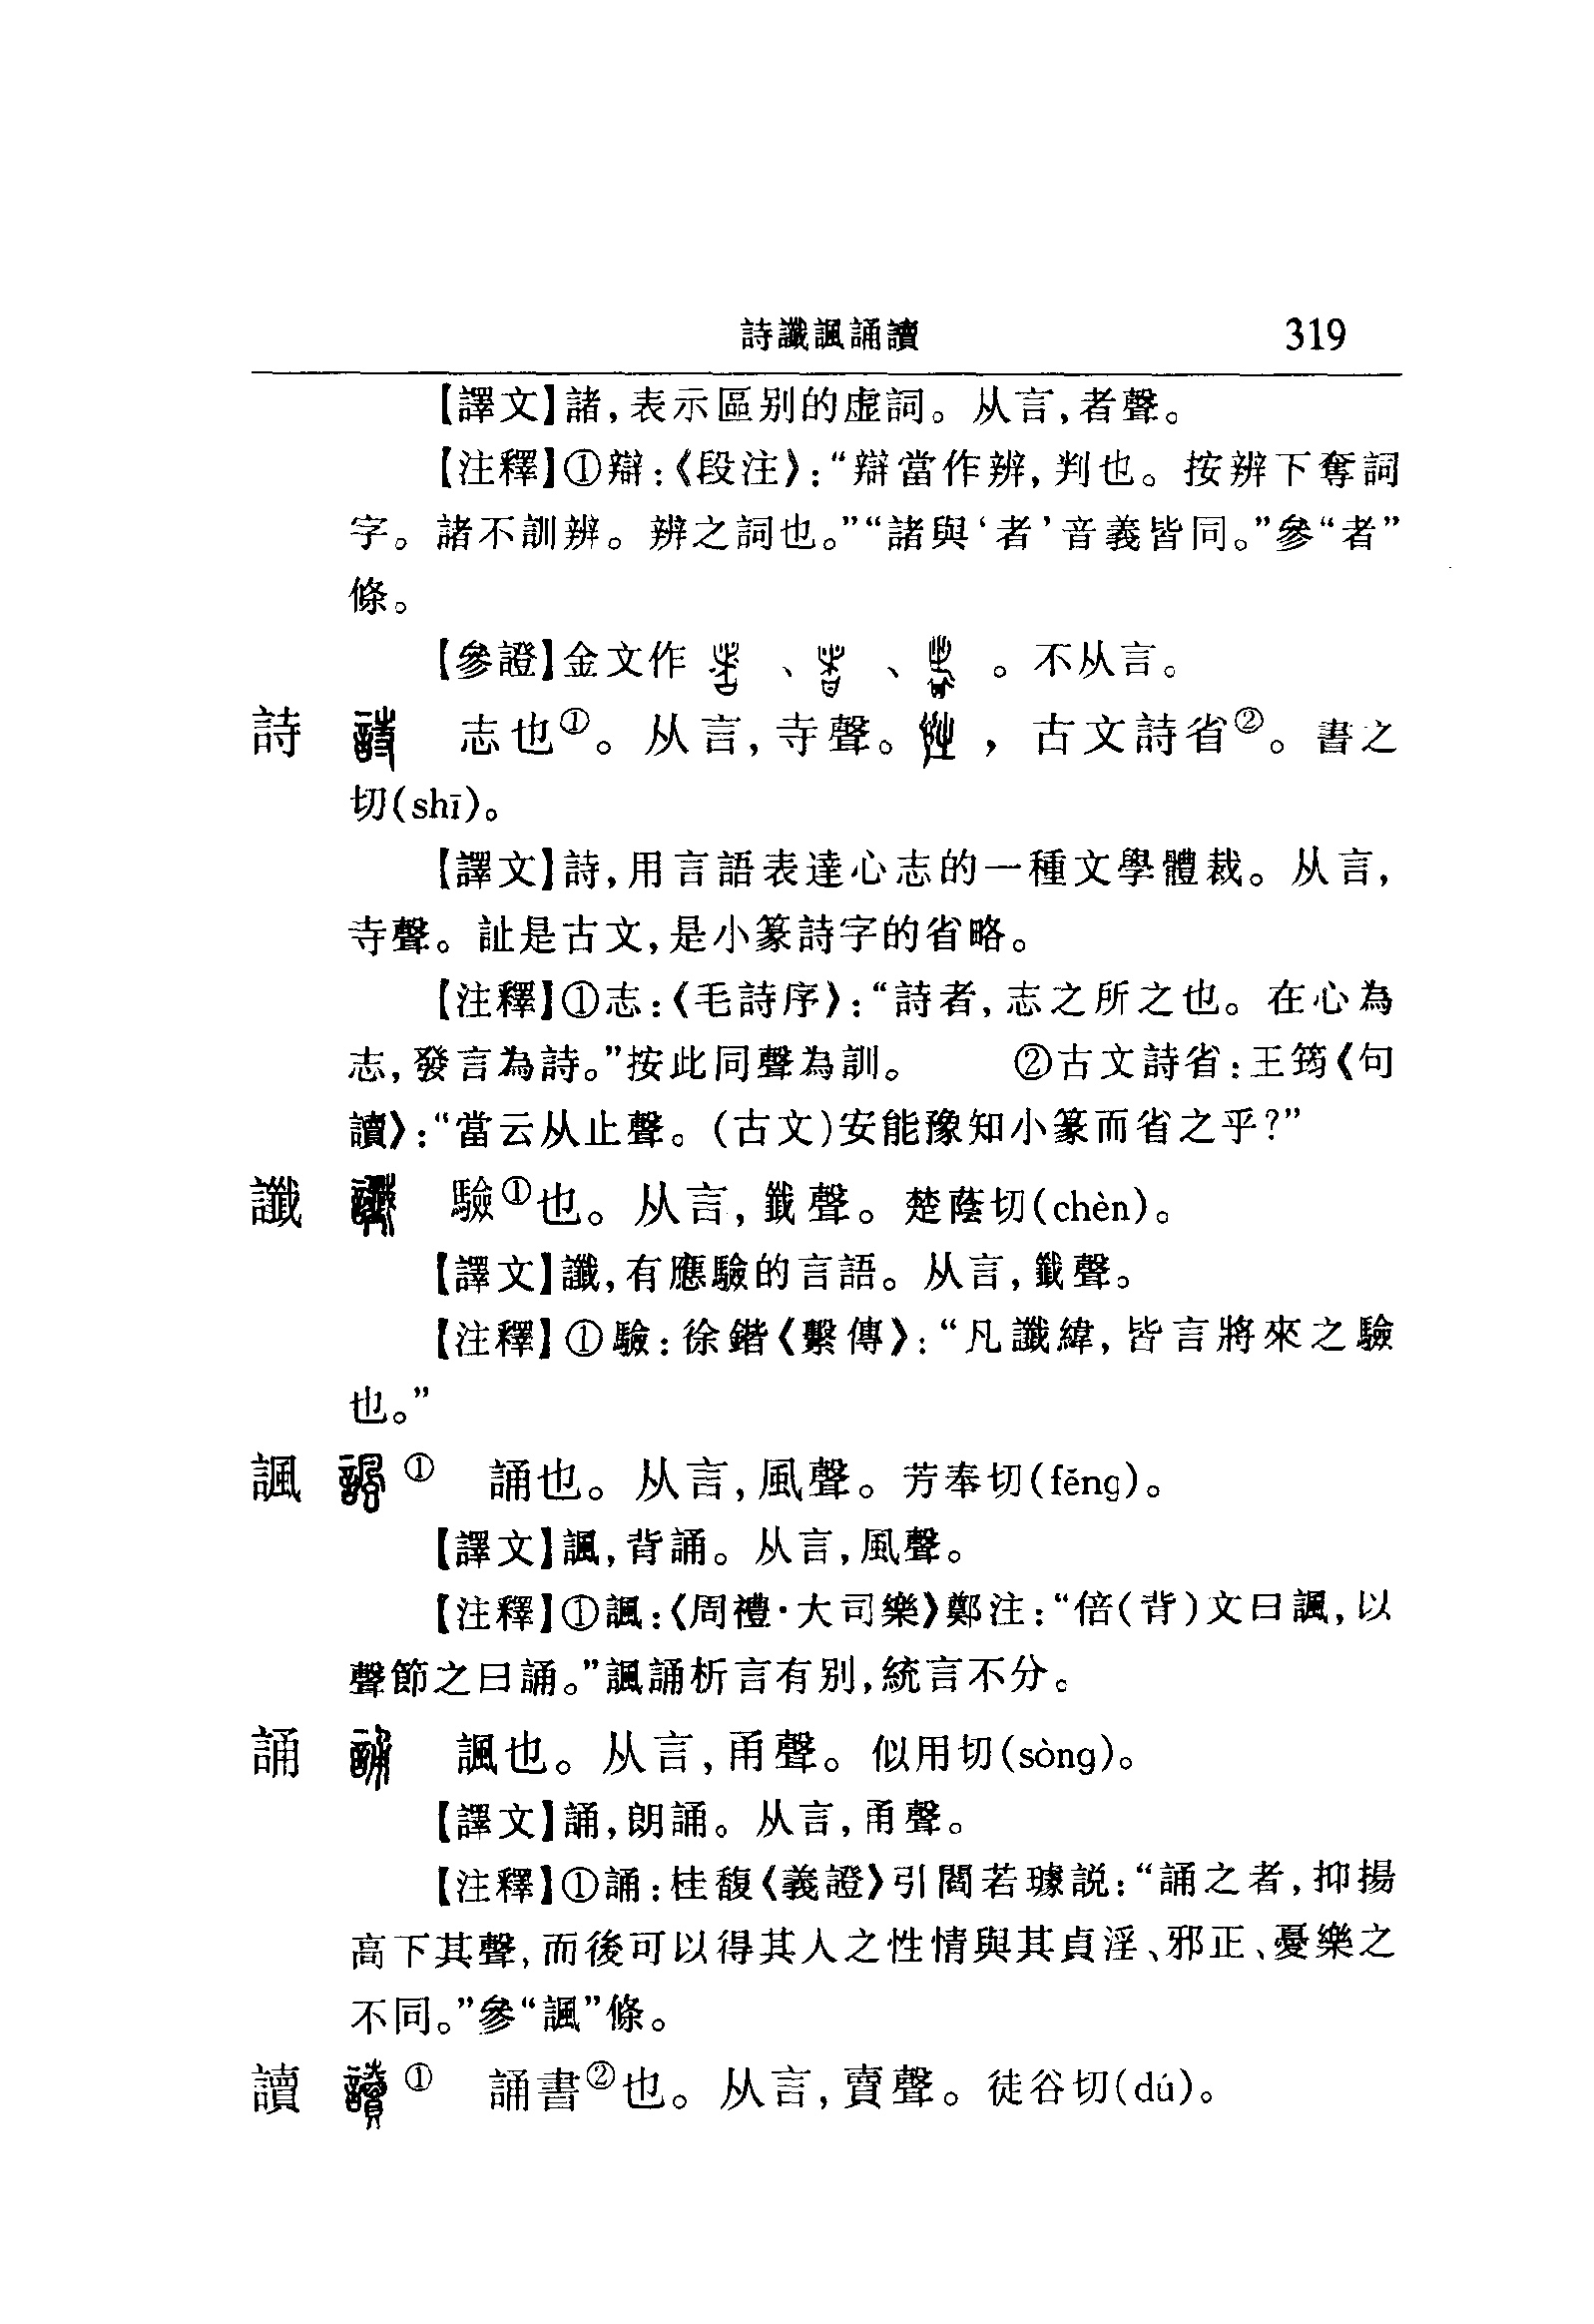 詩讖諷誦讀 319
【譯文】諸,表示區别的虚詞。从言,者聲。
【注釋】①辯:《段注》:“辯當作辨,判也。按辨下奪詞
字。諸不訓辨。辨之詞也。”“諸與‘者’音義皆同。”參“者”
條。
【參證】金文作 、 、 。不从言。
詩 志也①。从言,寺聲。 ,古文詩省②。書之
切(shī)。
【譯文】詩,用言語表達心志的一種文學體裁。从言,
寺聲。訨是古文,是小篆詩字的省略。
【注釋】①志:《毛詩序》:“詩者,志之所之也。在心為
志,發言為詩。”按此同聲為訓。 ②古文詩省:王筠《句
讀》:“當云从止聲。(古文)安能豫知小篆而省之乎?”
讖 驗①也。从言,韱聲。楚蔭切(chèn)。
【譯文】讖,有應驗的言語。从言,韱聲。
【注釋】①驗:徐鍇《繫傳》:“凡讖緯,皆言將來之驗
也。”
諷 ① 誦也。从言,風聲。芳奉切(fěng)。
【譯文】諷,背誦。从言,風聲。
【注釋】①諷:《周禮·大司樂》鄭注:“倍(背)文曰諷,以
聲節之曰誦。”諷誦析言有别,統言不分。
誦 諷也。从言,甬聲。似用切(sòng)。
【譯文】誦,朗誦。从言,甬聲。
【注釋】①誦:桂馥《義證》引閻若璩説:“誦之者,抑揚
高下其聲,而後可以得其人之性情與其貞淫、邪正、憂樂之
不同。”參“諷”條。
讀 ① 誦書②也。从言,賣聲。徒谷切(dú)。